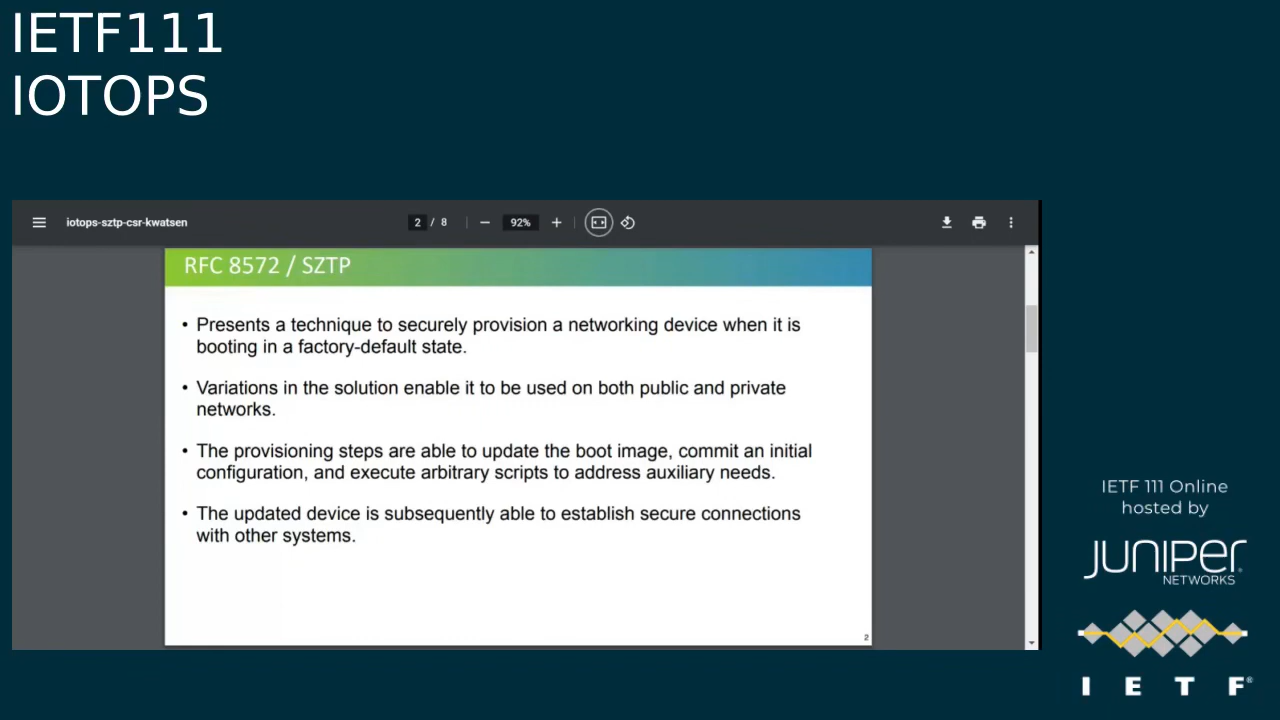 IETF111
IOTOPS
iotops-sztp-csr-kwatsen
2 / 8
92%
RFC 8572 / SZTP
• Presents a technique to securely provision a networking device when it is
booting in a factory-default state.
• Variations in the solution enable it to be used on both public and private
networks.
• The provisioning steps are able to update the boot image, commit an initial
configuration, and execute arbitrary scripts to address auxiliary needs.
• The updated device is subsequently able to establish secure connections
with other systems.
2
IETF 111 Online
hosted by
JUNIPER
NETWORKS
I E T F®